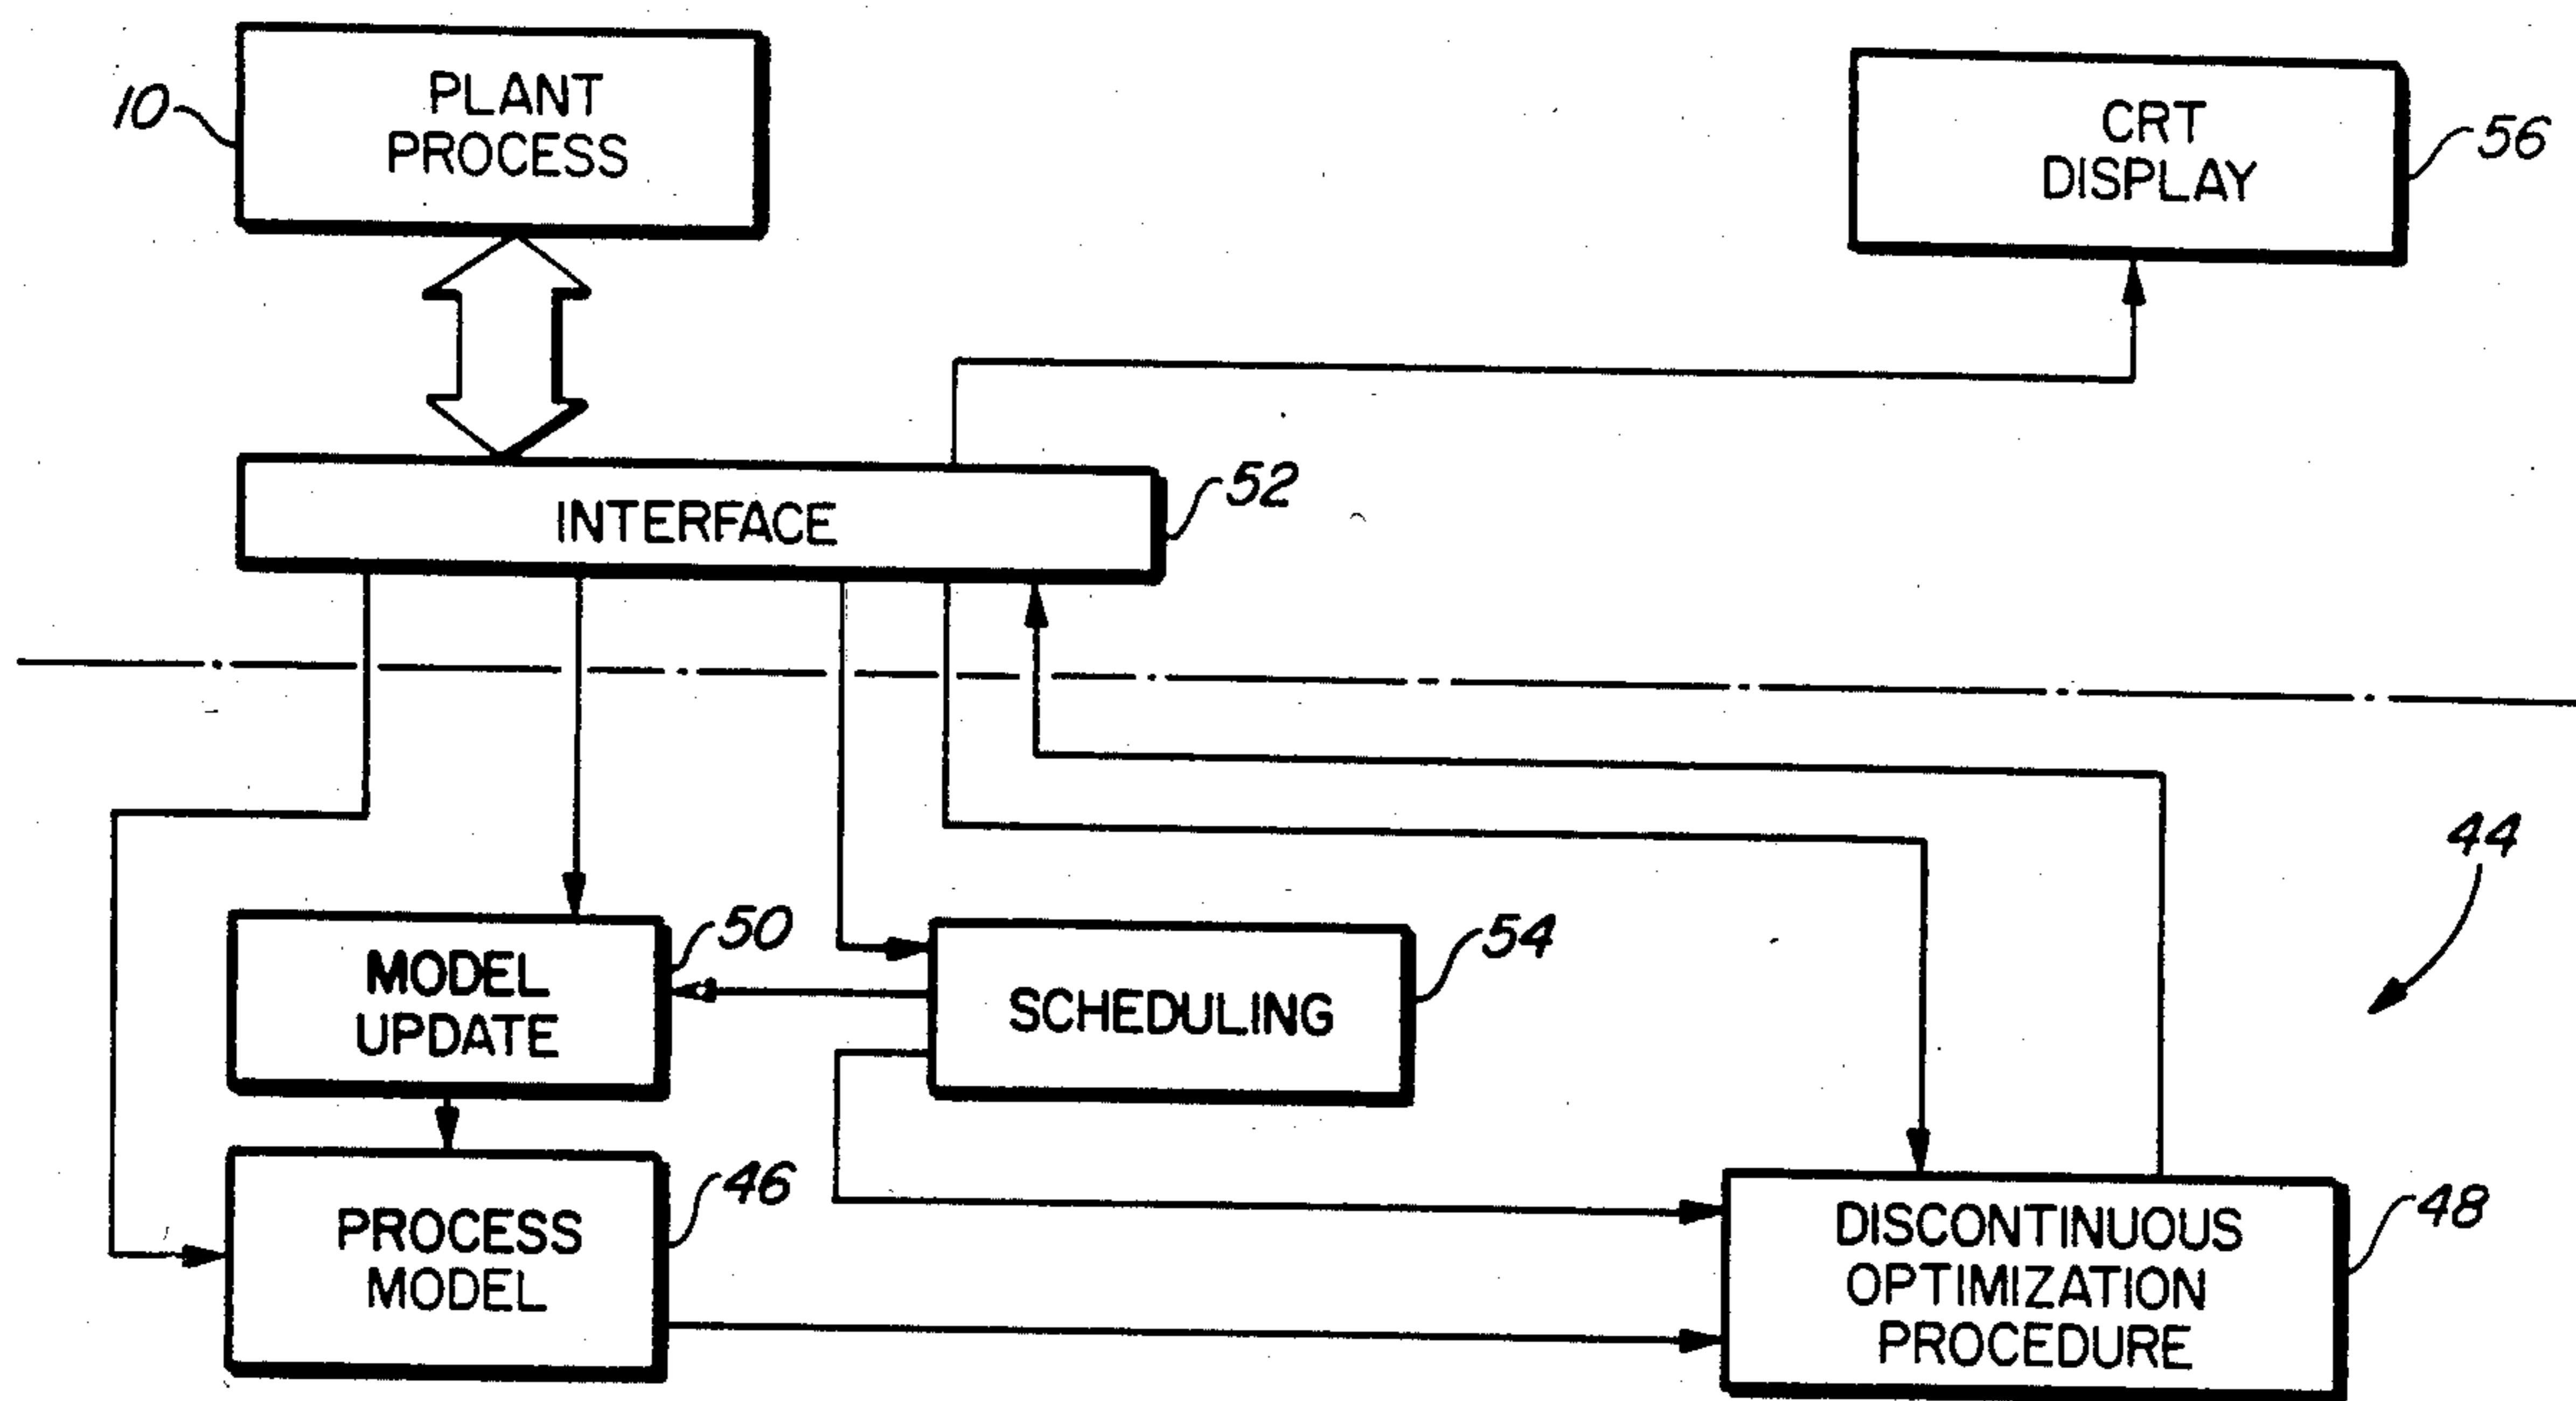 PLANT
PROCESS
10
CRT
DISPLAY
56
INTERFACE
52
44
MODEL
UPDATE
50
SCHEDULING
54
PROCESS
MODEL
46
DISCONTINUOUS
OPTIMIZATION
PROCEDURE
48